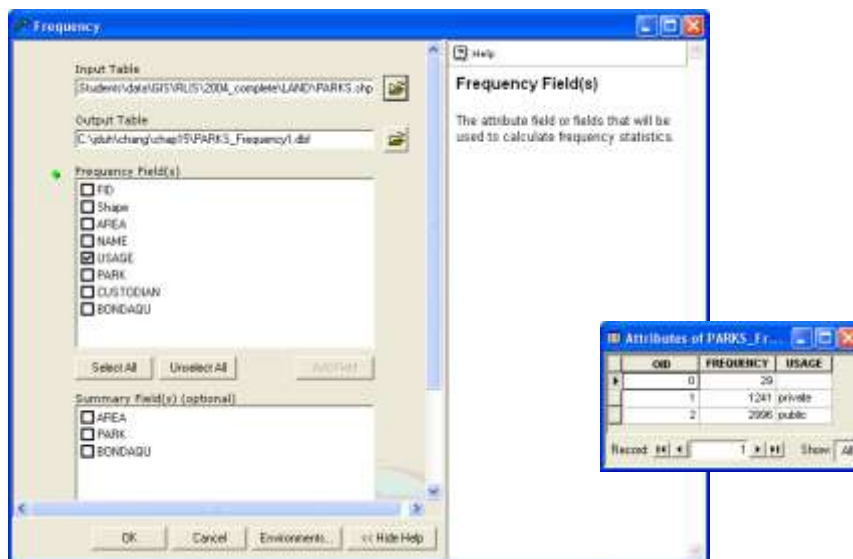 Frequency
Input Table
Students\data\GIS\RLIS\2004_complete\LAND\PARKS.shp
Output Table
C:\pduh\chang\chap15\PARKS_Frequency1.dbf
Frequency Field(s)
FID
Shape
AREA
NAME
USAGE
PARK
CUSTODIAN
BONDAQU
Select All Unselect All Add Field
Summary Field(s) (optional)
AREA
PARK
BONDAQU
OK Cancel Environments... << Hide Help
Help
Frequency Field(s)
The attribute field or fields that will be
used to calculate frequency statistics.
Attributes of PARKS_Fr...
OID FREQUENCY USAGE
0 29
1 1241 private
2 2996 public
Record: 1 Show: All